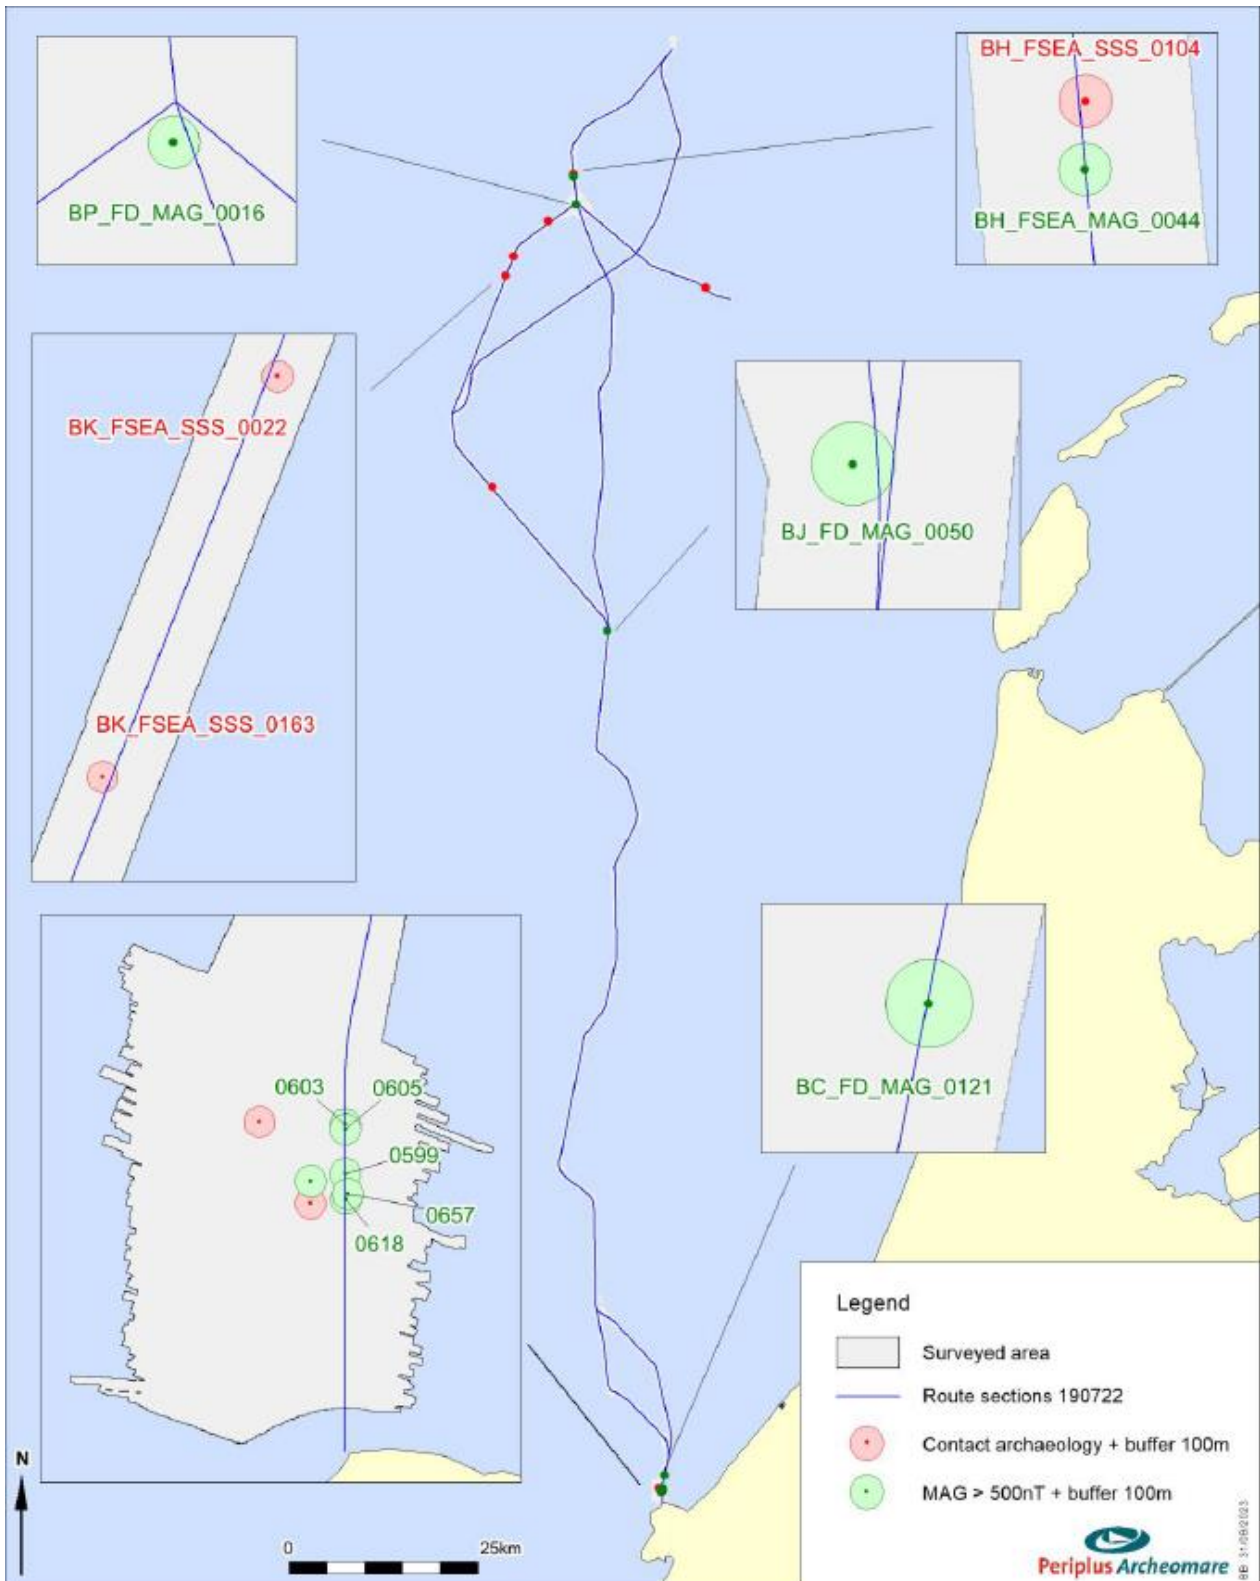 BH_FSEA_SSS_0104
BP_FD_MAG_0016
BH_FSEA_MAG_0044
BK_FSEA_SSS_0022
BJ_FD_MAG_0050
BK_FSEA_SSS_0163
BC_FD_MAG_0121
0603
0605
0599
0657
0618
Legend
Surveyed area
Route sections 190722
Contact archaeology + buffer 100m
MAG > 500nT + buffer 100m
N
0
25km
Periplus Archeomare